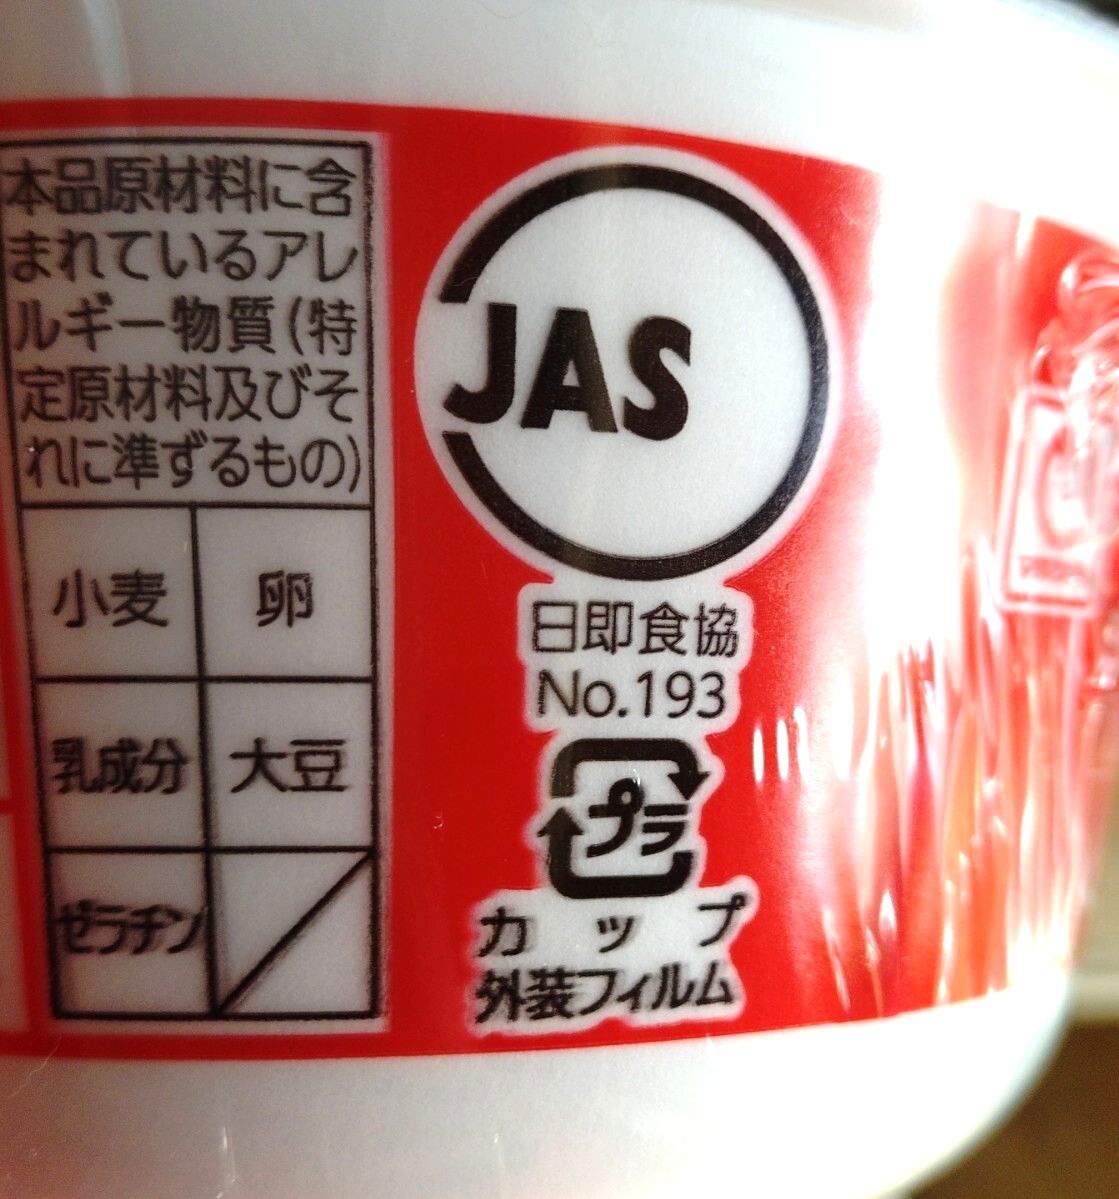 本品原材料に含
まれているアレ
ルギー物質(特
定原材料及びそ
れに準ずるもの)
小麦 卵
乳成分 大豆
ゼラチン
JAS
日即食協
No.193
プラ
カップ
外装フィルム